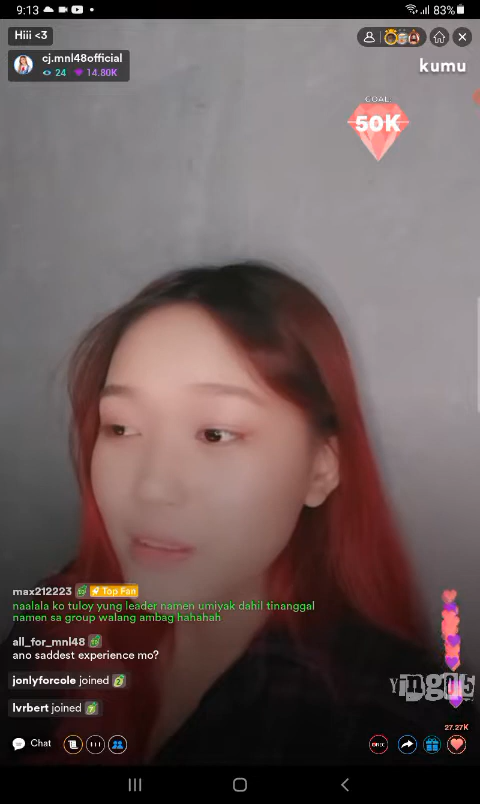 9:13
83%
Hiii <3
cj.mnl48official
24 14.80K
kumu
GOAL
50K
max212223 Top Fan
naalala ko tuloy yung leader namen umiyak dahil tinanggal
namen sa group walang ambag hahahah
all_for_mnl48
ano saddest experience mo?
jonlyforcole joined
lvrbert joined
27.27K
Chat